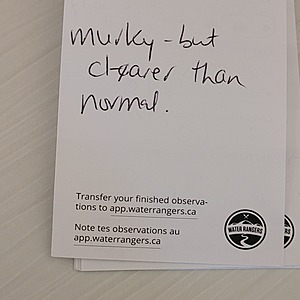 murky - but
clearer than
normal.
Transfer your finished observa-
tions to app.waterrangers.ca
Note tes observations au
app.waterrangers.ca
WATER RANGERS